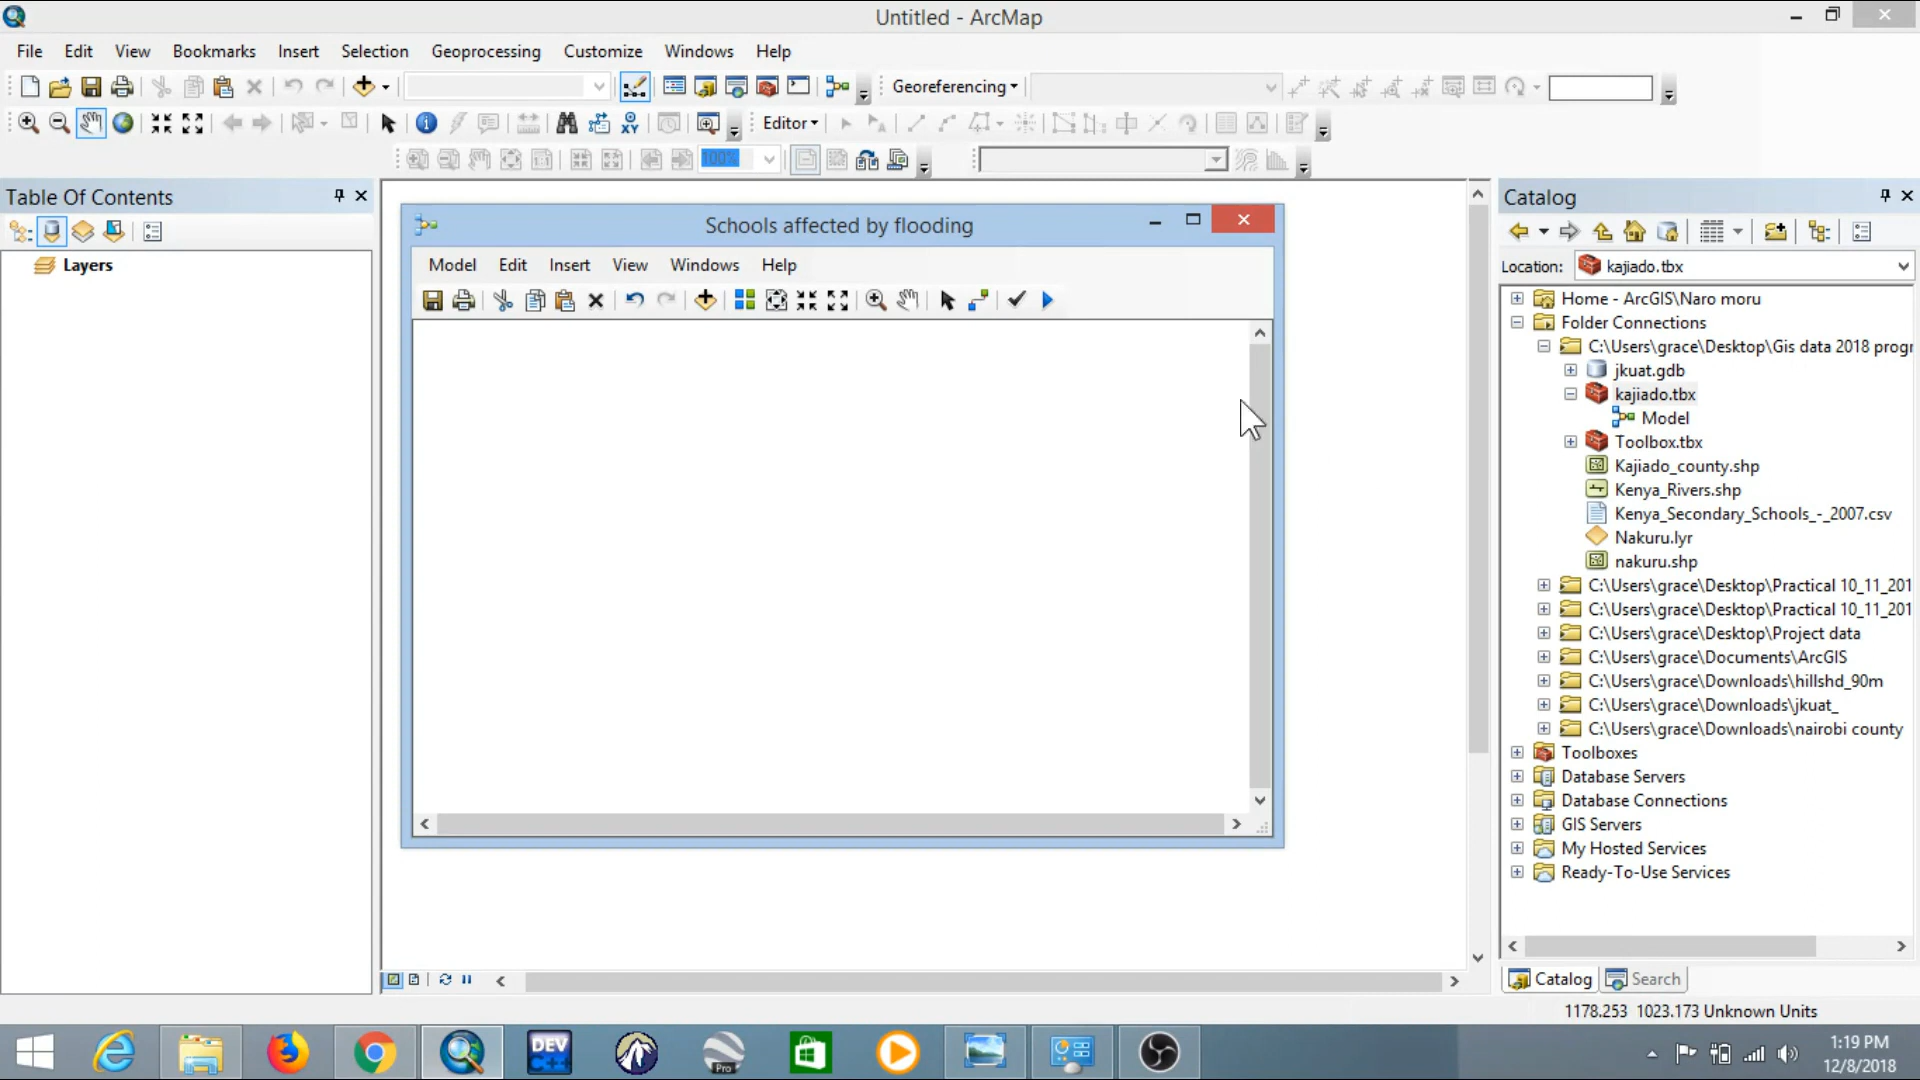 Untitled - ArcMap
File Edit View Bookmarks Insert Selection Geoprocessing Customize Windows Help
Georeferencing
Editor
100%
Table Of Contents
Layers
Schools affected by flooding
Model Edit Insert View Windows Help
Catalog
Location: kajiado.tbx
Home - ArcGIS\Naro moru
Folder Connections
C:\Users\grace\Desktop\Gis data 2018 progr
jkuat.gdb
kajiado.tbx
Model
Toolbox.tbx
Kajiado_county.shp
Kenya_Rivers.shp
Kenya_Secondary_Schools_-_2007.csv
Nakuru.lyr
nakuru.shp
C:\Users\grace\Desktop\Practical 10_11_201
C:\Users\grace\Desktop\Practical 10_11_201
C:\Users\grace\Desktop\Project data
C:\Users\grace\Documents\ArcGIS
C:\Users\grace\Downloads\hillshd_90m
C:\Users\grace\Downloads\jkuat_
C:\Users\grace\Downloads\nairobi county
Toolboxes
Database Servers
Database Connections
GIS Servers
My Hosted Services
Ready-To-Use Services
Catalog Search
1178.253 1023.173 Unknown Units
DEV C++
Pro
1:19 PM
12/8/2018